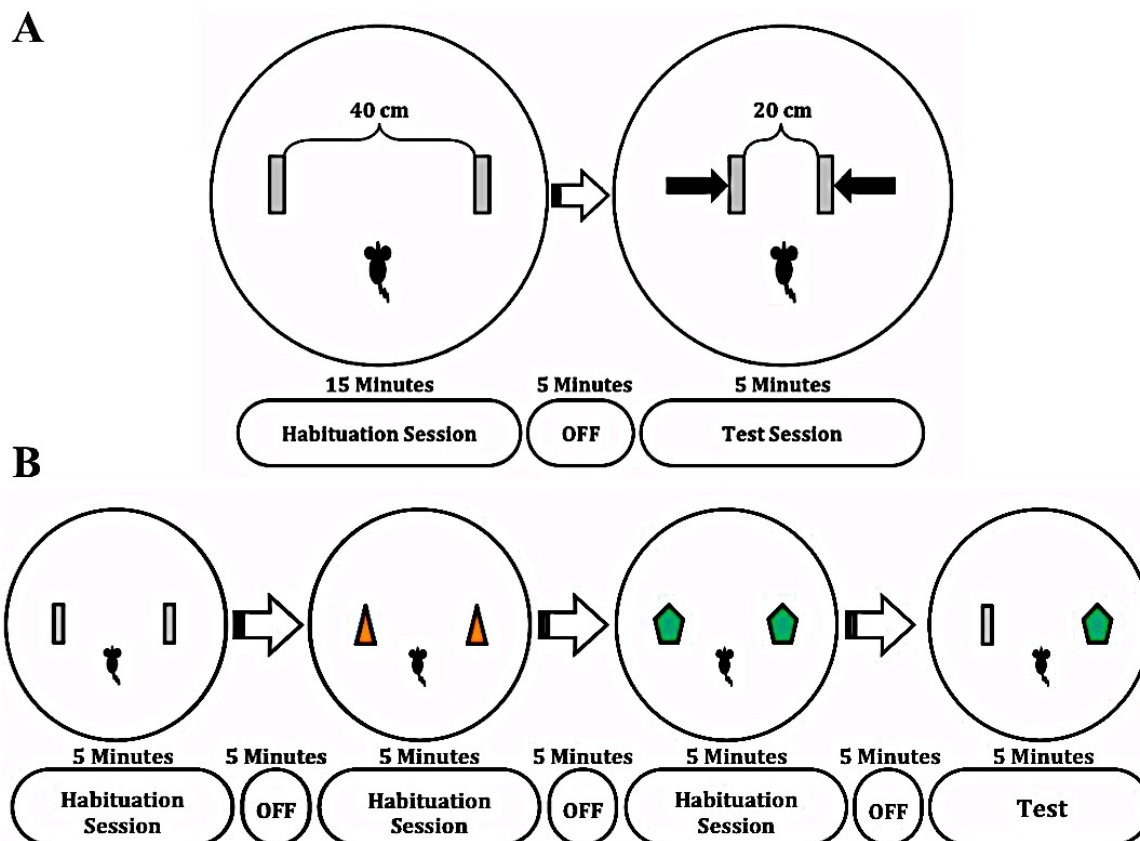 A
40 cm
20 cm
15 Minutes 5 Minutes 5 Minutes
Habituation Session OFF Test Session
B
5 Minutes 5 Minutes 5 Minutes 5 Minutes 5 Minutes 5 Minutes 5 Minutes
Habituation Session OFF Habituation Session OFF Habituation Session OFF Test